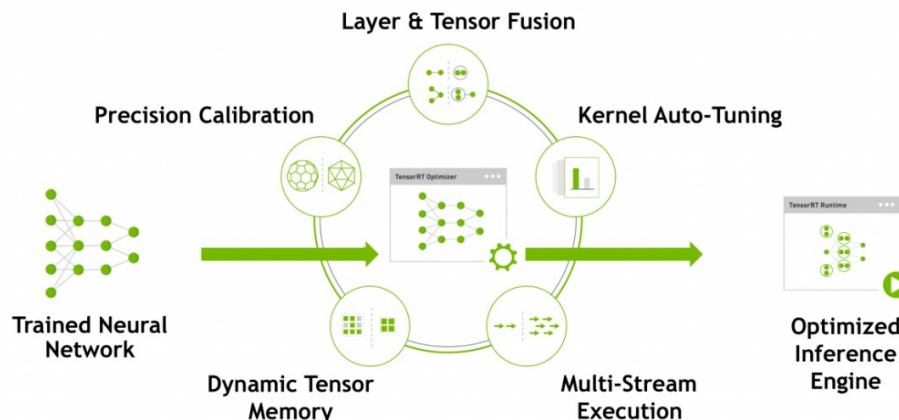 Layer & Tensor Fusion
Precision Calibration
Kernel Auto-Tuning
TensorRT Optimizer
TensorRT Runtime
Trained Neural
Network
Optimized
Inference
Engine
Dynamic Tensor
Memory
Multi-Stream
Execution